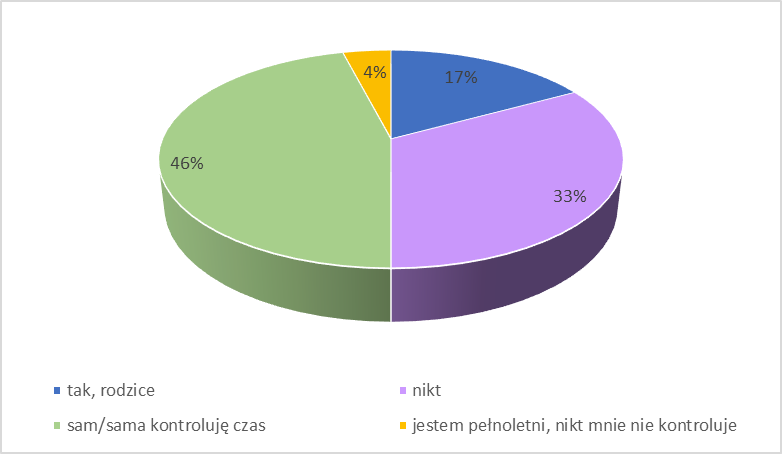 4%
17%
46%
33%
tak, rodzice
nikt
sam/sama kontroluję czas
jestem pełnoletni, nikt mnie nie kontroluje